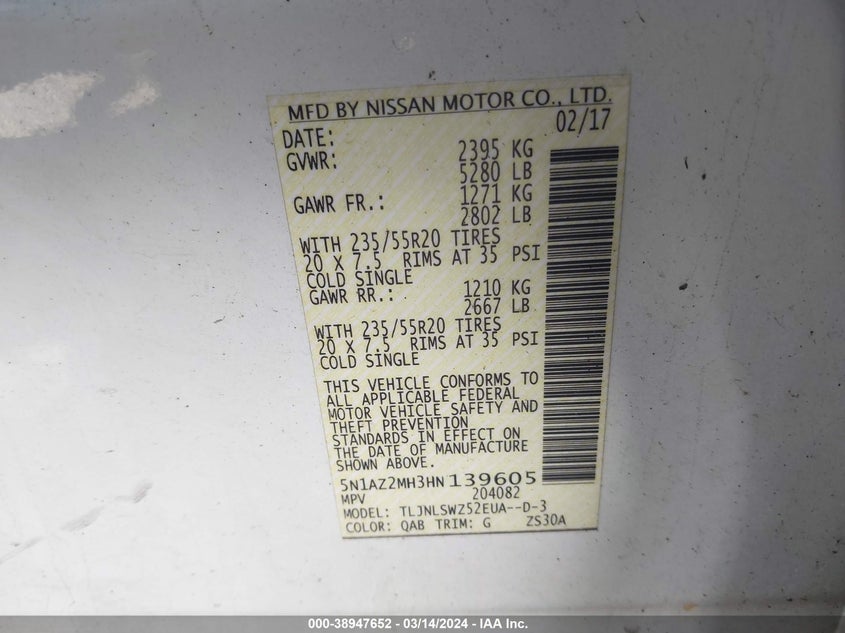 MFD BY NISSAN MOTOR CO., LTD.
DATE: 02/17
GVWR: 2395 KG
5280 LB
GAWR FR.: 1271 KG
2802 LB
WITH 235/55R20 TIRES
20 X 7.5 RIMS AT 35 PSI
COLD SINGLE
GAWR RR.: 1210 KG
2667 LB
WITH 235/55R20 TIRES
20 X 7.5 RIMS AT 35 PSI
COLD SINGLE
THIS VEHICLE CONFORMS TO
ALL APPLICABLE FEDERAL
MOTOR VEHICLE SAFETY AND
THEFT PREVENTION
STANDARDS IN EFFECT ON
THE DATE OF MANUFACTURE
SHOWN ABOVE.
5N1AZ2MH3HN139605
MPV 204082
MODEL: TLJNLSWZ52EUA--D-3
COLOR: QAB TRIM: G ZS30A
000-38947652 - 03/14/2024 - IAA Inc.